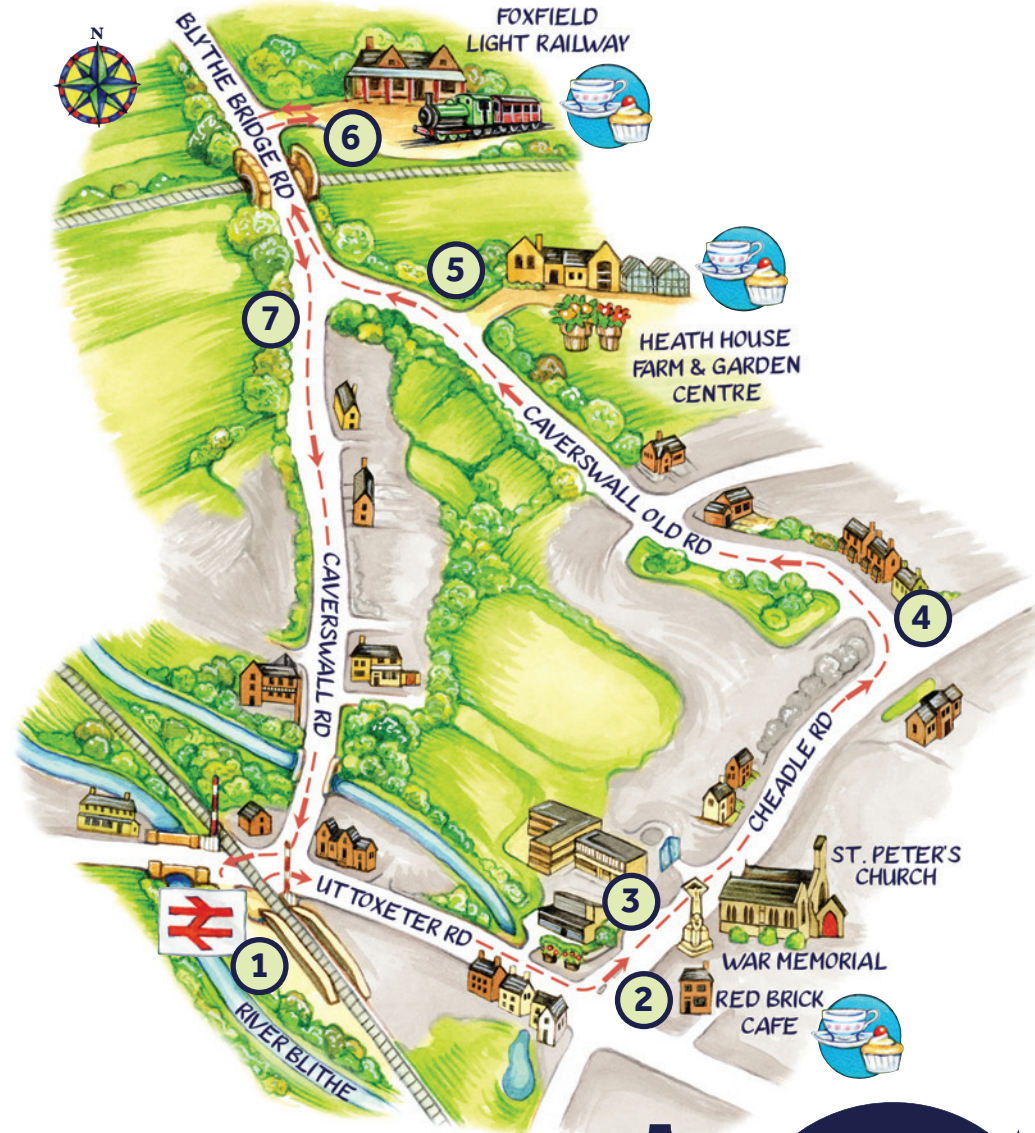 N
FOXFIELD
LIGHT RAILWAY
BLYTHE BRIDGE RD
6
5
7
HEATH HOUSE
FARM & GARDEN
CENTRE
CAVERSWALL OLD RD
4
CAVERSWALL RD
CHEADLE RD
ST. PETER'S
CHURCH
UTTOXETER RD
3
WAR MEMORIAL
1
2
RED BRICK
CAFE
RIVER BLITHE